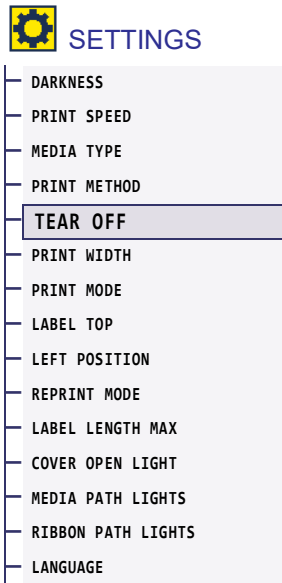 SETTINGS
DARKNESS
PRINT SPEED
MEDIA TYPE
PRINT METHOD
TEAR OFF
PRINT WIDTH
PRINT MODE
LABEL TOP
LEFT POSITION
REPRINT MODE
LABEL LENGTH MAX
COVER OPEN LIGHT
MEDIA PATH LIGHTS
RIBBON PATH LIGHTS
LANGUAGE